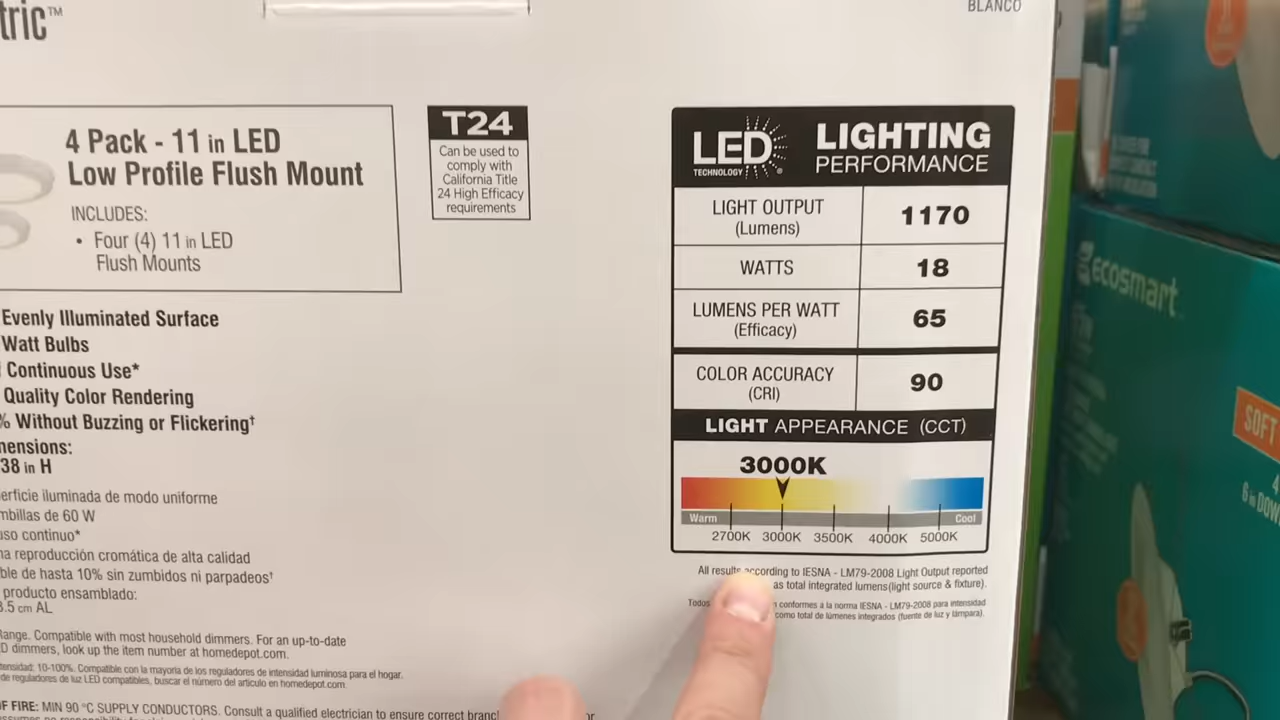 tric™
BLANCO
4 Pack - 11 in LED
Low Profile Flush Mount
INCLUDES:
• Four (4) 11 in LED
Flush Mounts
T24
Can be used to
comply with
California Title
24 High Efficacy
requirements
LED
TECHNOLOGY
LIGHTING
PERFORMANCE
LIGHT OUTPUT
(Lumens)
1170
WATTS
18
LUMENS PER WATT
(Efficacy)
65
COLOR ACCURACY
(CRI)
90
LIGHT APPEARANCE (CCT)
3000K
Warm
Cool
2700K 3000K 3500K 4000K 5000K
All results according to IESNA - LM79-2008 Light Output reported
as total integrated lumens(light source & fixture).
Todos
conformes a la norma IESNA - LM79-2008 para intensidad
como total de lúmenes integrados (fuente de luz y lámpara).
Evenly Illuminated Surface
Watt Bulbs
Continuous Use*
Quality Color Rendering
% Without Buzzing or Flickering†
mensions:
38 in H
erficie iluminada de modo uniforme
mbillas de 60 W
uso continuo*
na reproducción cromática de alta calidad
ble de hasta 10% sin zumbidos ni parpadeos†
producto ensamblado:
3.5 cm AL
Range. Compatible with most household dimmers. For an up-to-date
D dimmers, look up the item number at homedepot.com.
tensidad: 10-100%. Compatible con la mayoría de los reguladores de intensidad luminosa para el hogar.
de reguladores de luz LED compatibles, buscar el número del artículo en homedepot.com.
OF FIRE: MIN 90 °C SUPPLY CONDUCTORS. Consult a qualified electrician to ensure correct branc
or
ecosmart
SOFT
4
6 in DOW